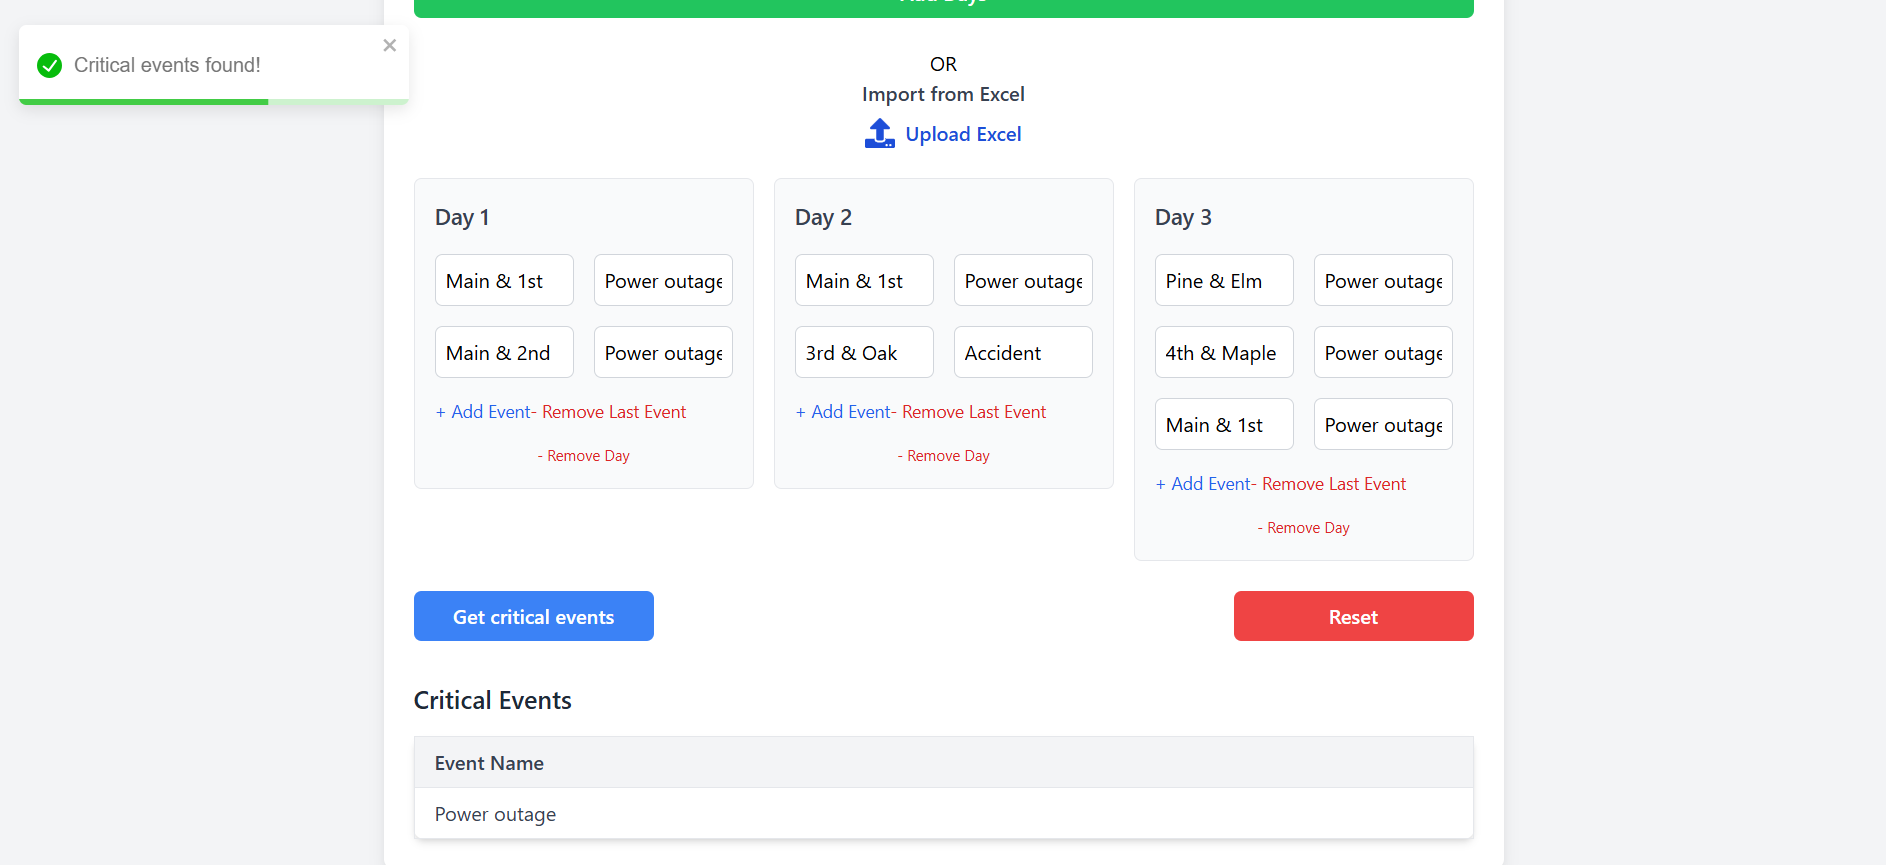 Critical events found!
OR
Import from Excel
Upload Excel
Day 1
Main & 1st
Power outage
Main & 2nd
Power outage
+ Add Event- Remove Last Event
- Remove Day
Day 2
Main & 1st
Power outage
3rd & Oak
Accident
+ Add Event- Remove Last Event
- Remove Day
Day 3
Pine & Elm
Power outage
4th & Maple
Power outage
Main & 1st
Power outage
+ Add Event- Remove Last Event
- Remove Day
Get critical events
Reset
Critical Events
Event Name
Power outage